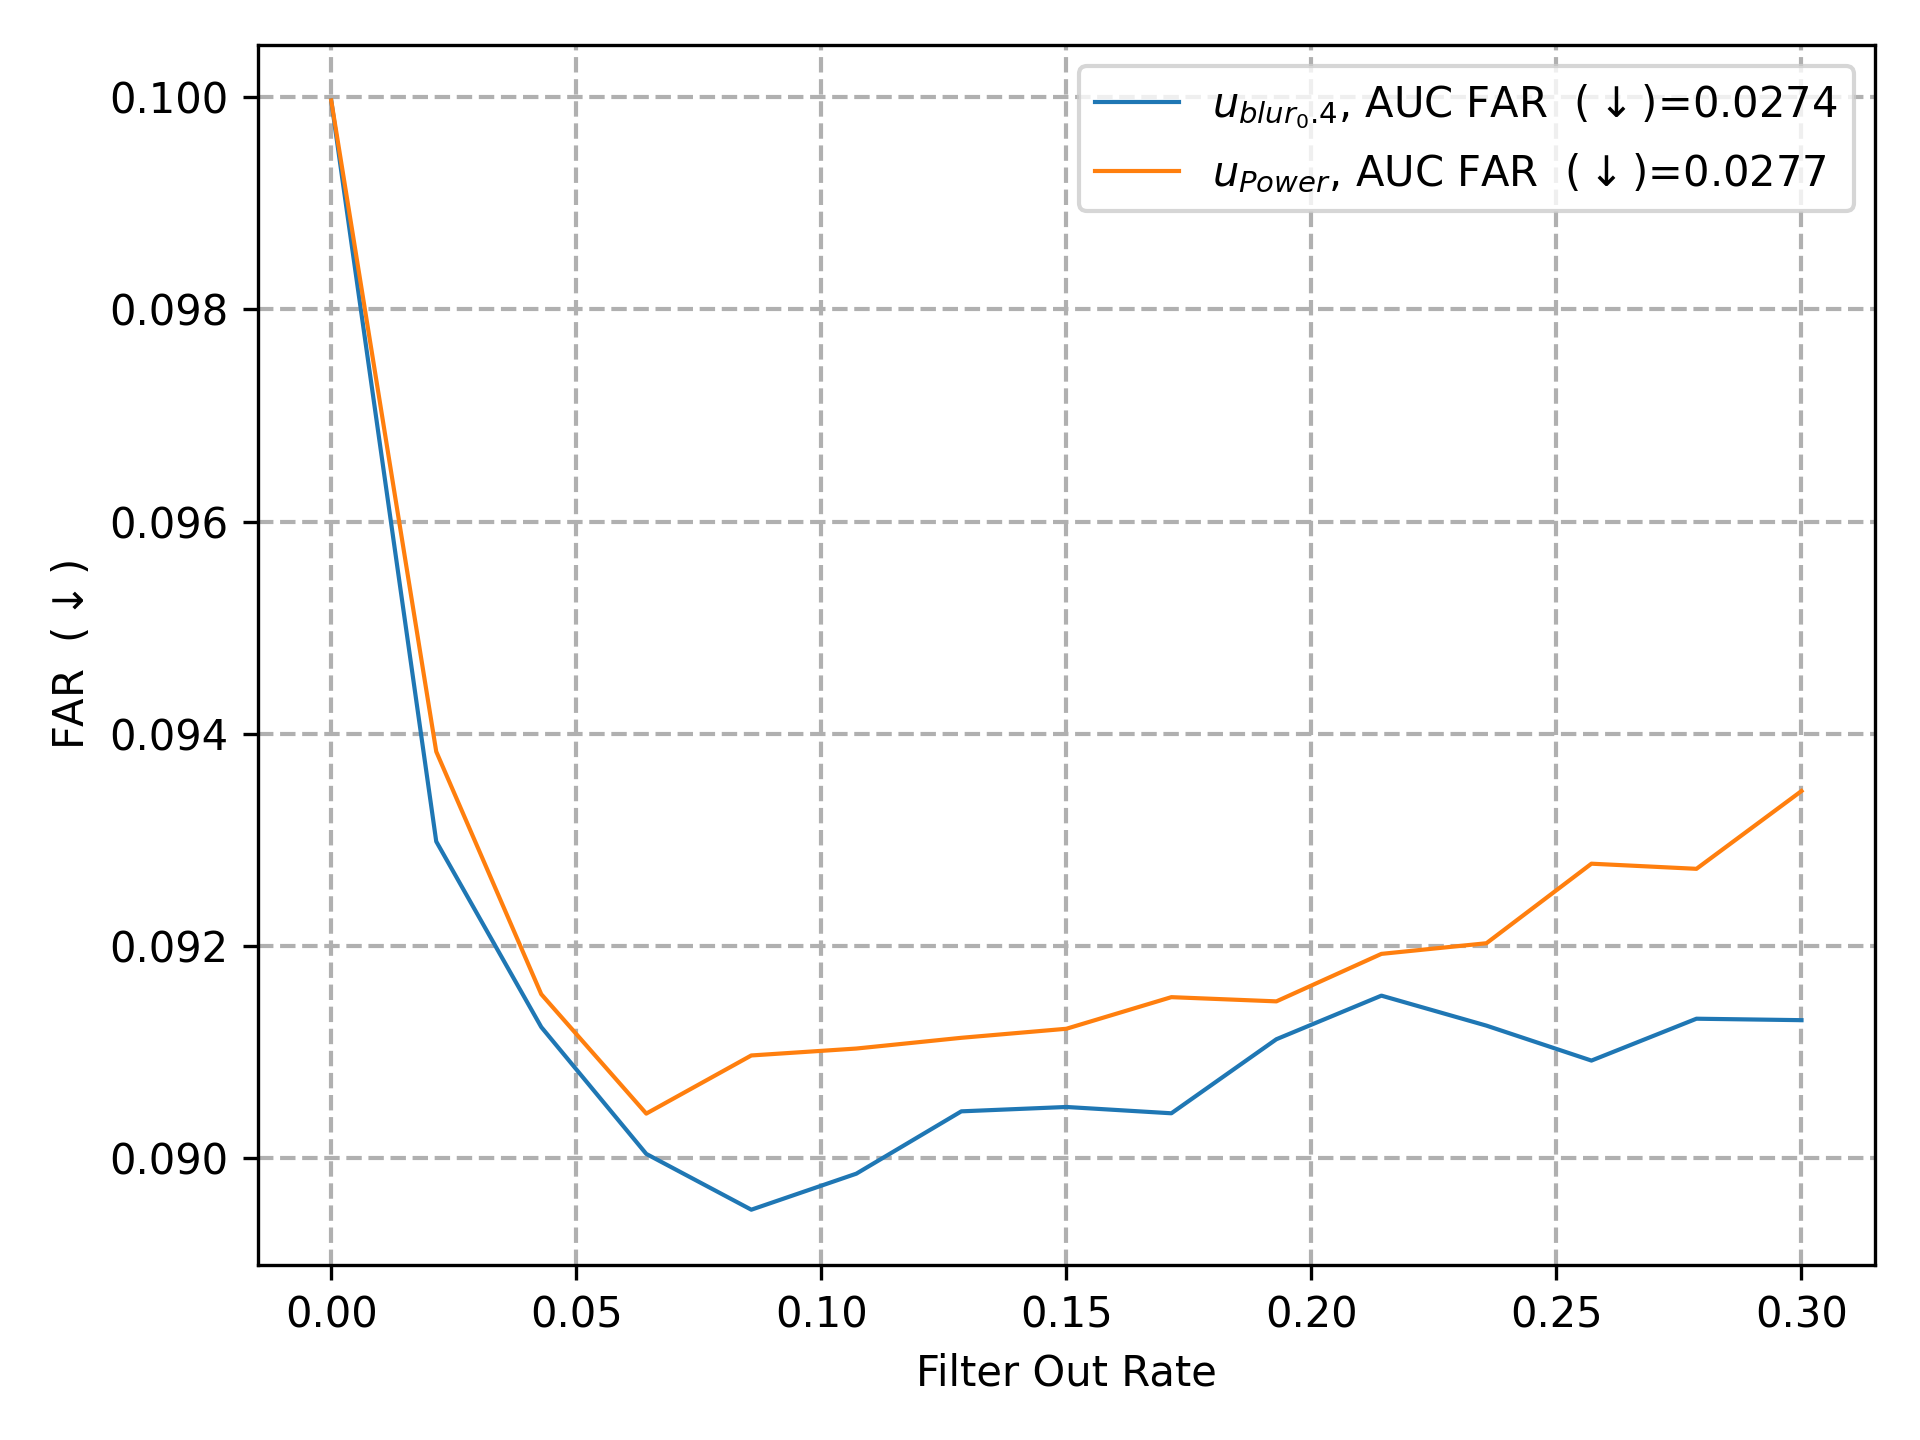 0.100
0.098
0.096
0.094
0.092
0.090
FAR (↓)
u_{blur_0.4}, AUC FAR (↓)=0.0274
u_{Power}, AUC FAR (↓)=0.0277
0.00 0.05 0.10 0.15 0.20 0.25 0.30
Filter Out Rate